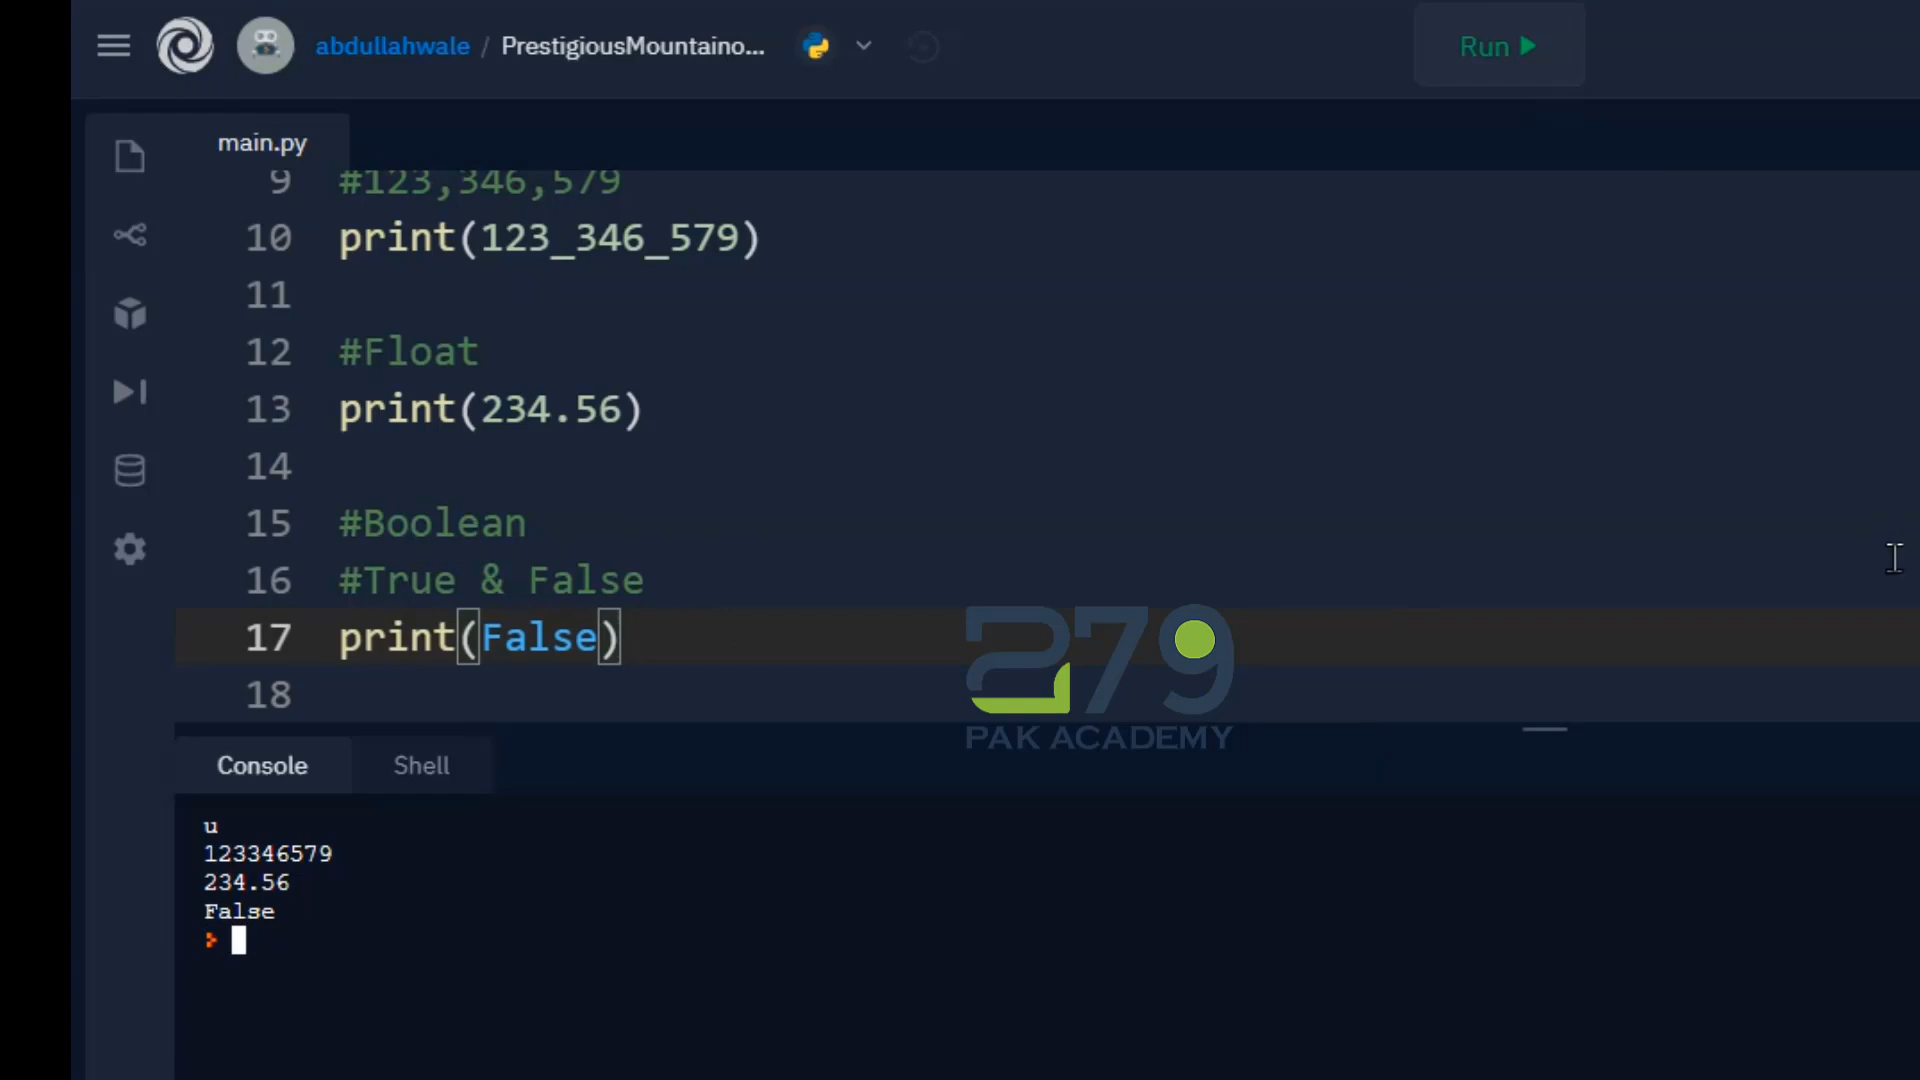 abdullahwale / PrestigiousMountaino...
Run
main.py
9 #123,346,579
10 print(123_346_579)
11
12 #Float
13 print(234.56)
14
15 #Boolean
16 #True & False
17 print(False)
18
279
PAK ACADEMY
Console Shell
u
123346579
234.56
False